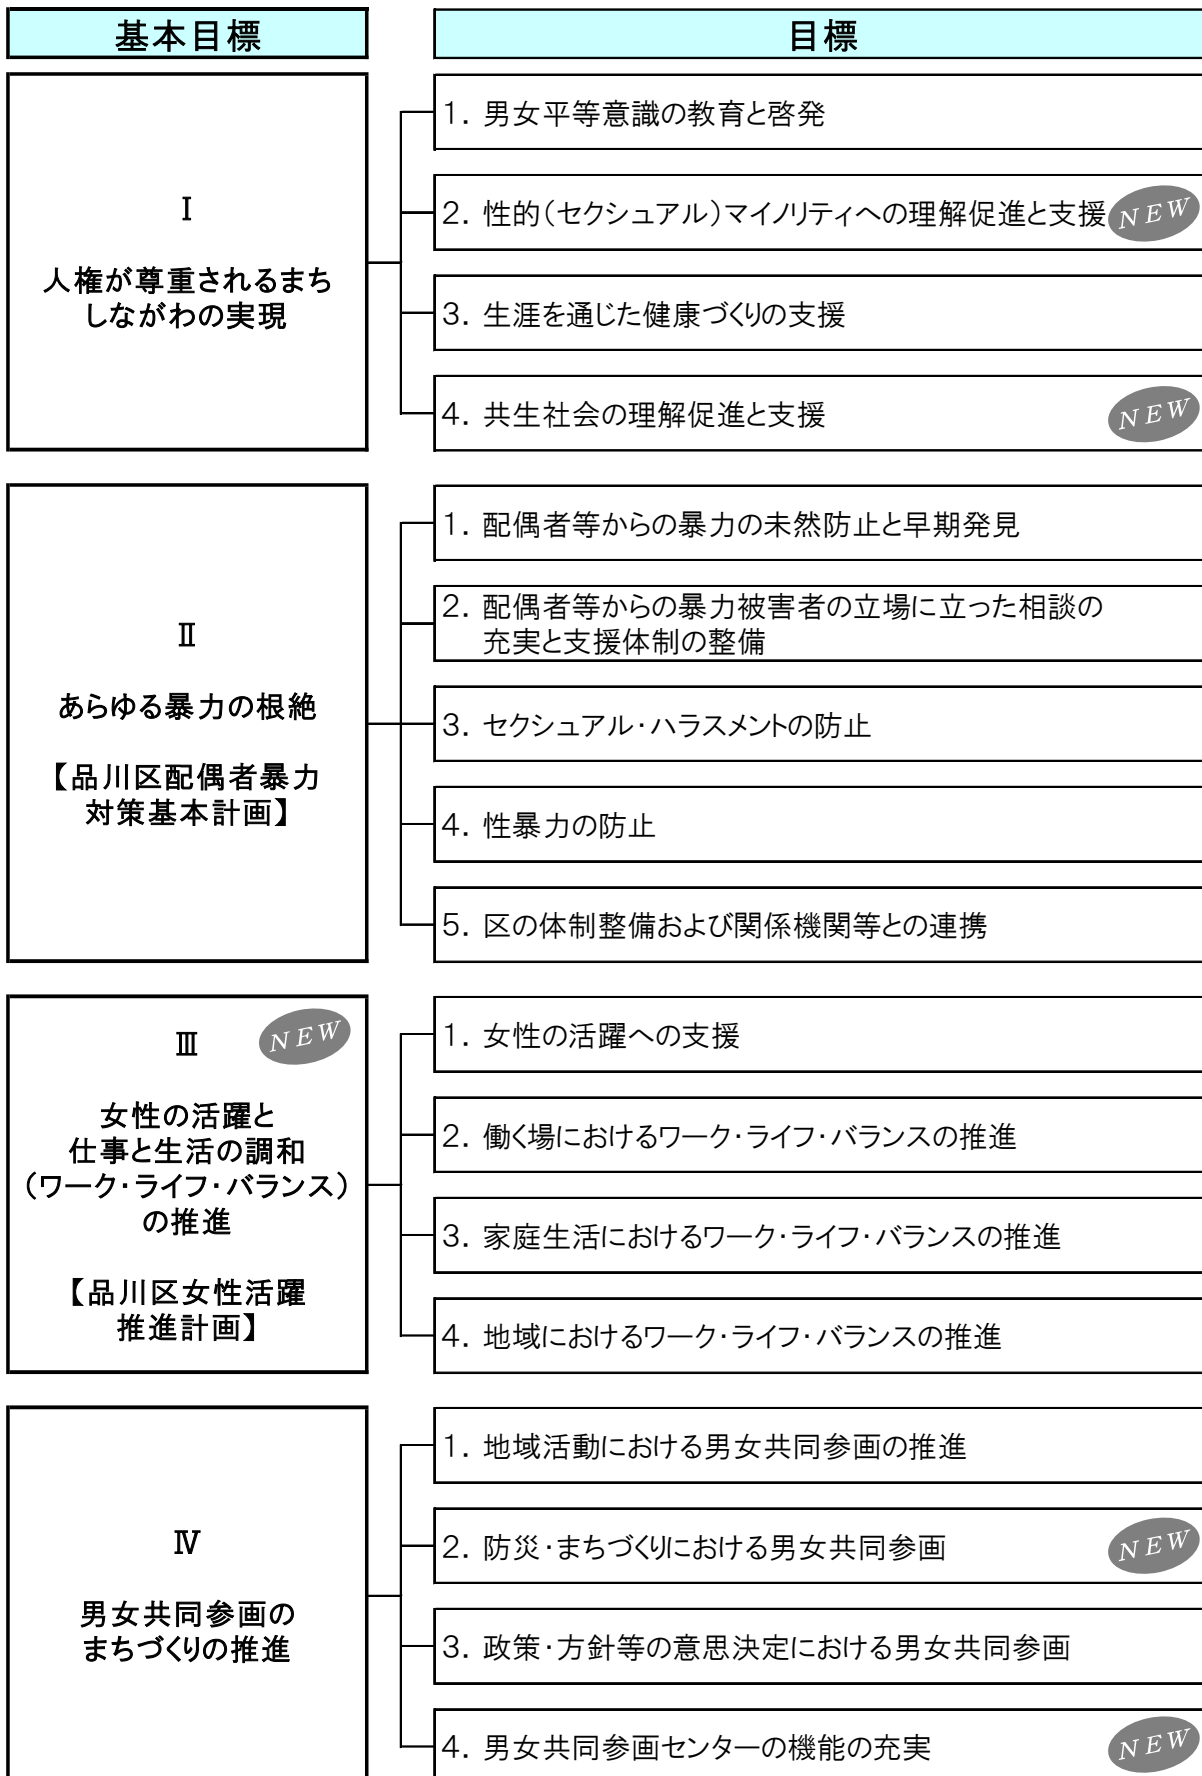 基本目標
目標
Ⅰ
人権が尊重されるまち
しながわの実現
1．男女平等意識の教育と啓発
2．性的（セクシュアル）マイノリティへの理解促進と支援 NEW
3．生涯を通じた健康づくりの支援
4．共生社会の理解促進と支援 NEW
Ⅱ
あらゆる暴力の根絶
【品川区配偶者暴力
対策基本計画】
1．配偶者等からの暴力の未然防止と早期発見
2．配偶者等からの暴力被害者の立場に立った相談の
充実と支援体制の整備
3．セクシュアル・ハラスメントの防止
4．性暴力の防止
5．区の体制整備および関係機関等との連携
Ⅲ NEW
女性の活躍と
仕事と生活の調和
（ワーク・ライフ・バランス）
の推進
【品川区女性活躍
推進計画】
1．女性の活躍への支援
2．働く場におけるワーク・ライフ・バランスの推進
3．家庭生活におけるワーク・ライフ・バランスの推進
4．地域におけるワーク・ライフ・バランスの推進
Ⅳ
男女共同参画の
まちづくりの推進
1．地域活動における男女共同参画の推進
2．防災・まちづくりにおける男女共同参画 NEW
3．政策・方針等の意思決定における男女共同参画
4．男女共同参画センターの機能の充実 NEW